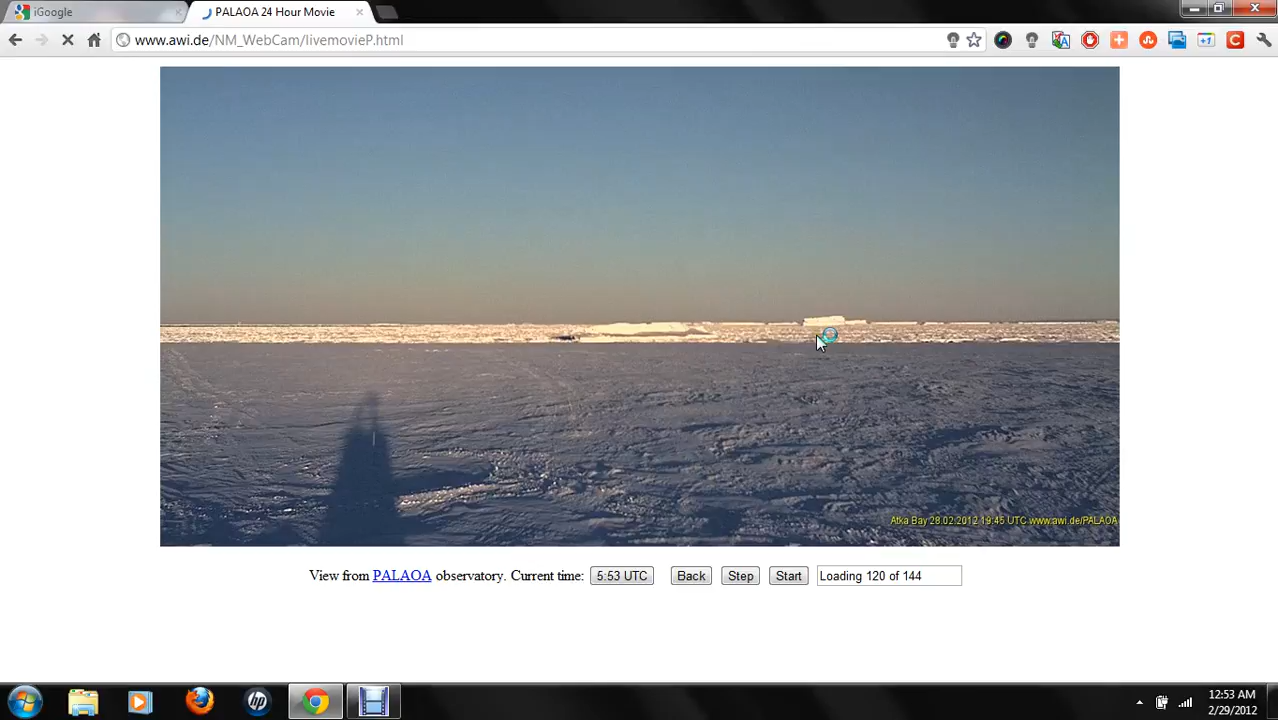 iGoogle
PALAOA 24 Hour Movie
www.awi.de/NM_WebCam/livemovieP.html
Atka Bay 28.02.2012 19:45 UTC www.awi.de/PALAOA
View from PALAOA observatory. Current time: 5:53 UTC Back Step Start Loading 120 of 144
12:53 AM
2/29/2012